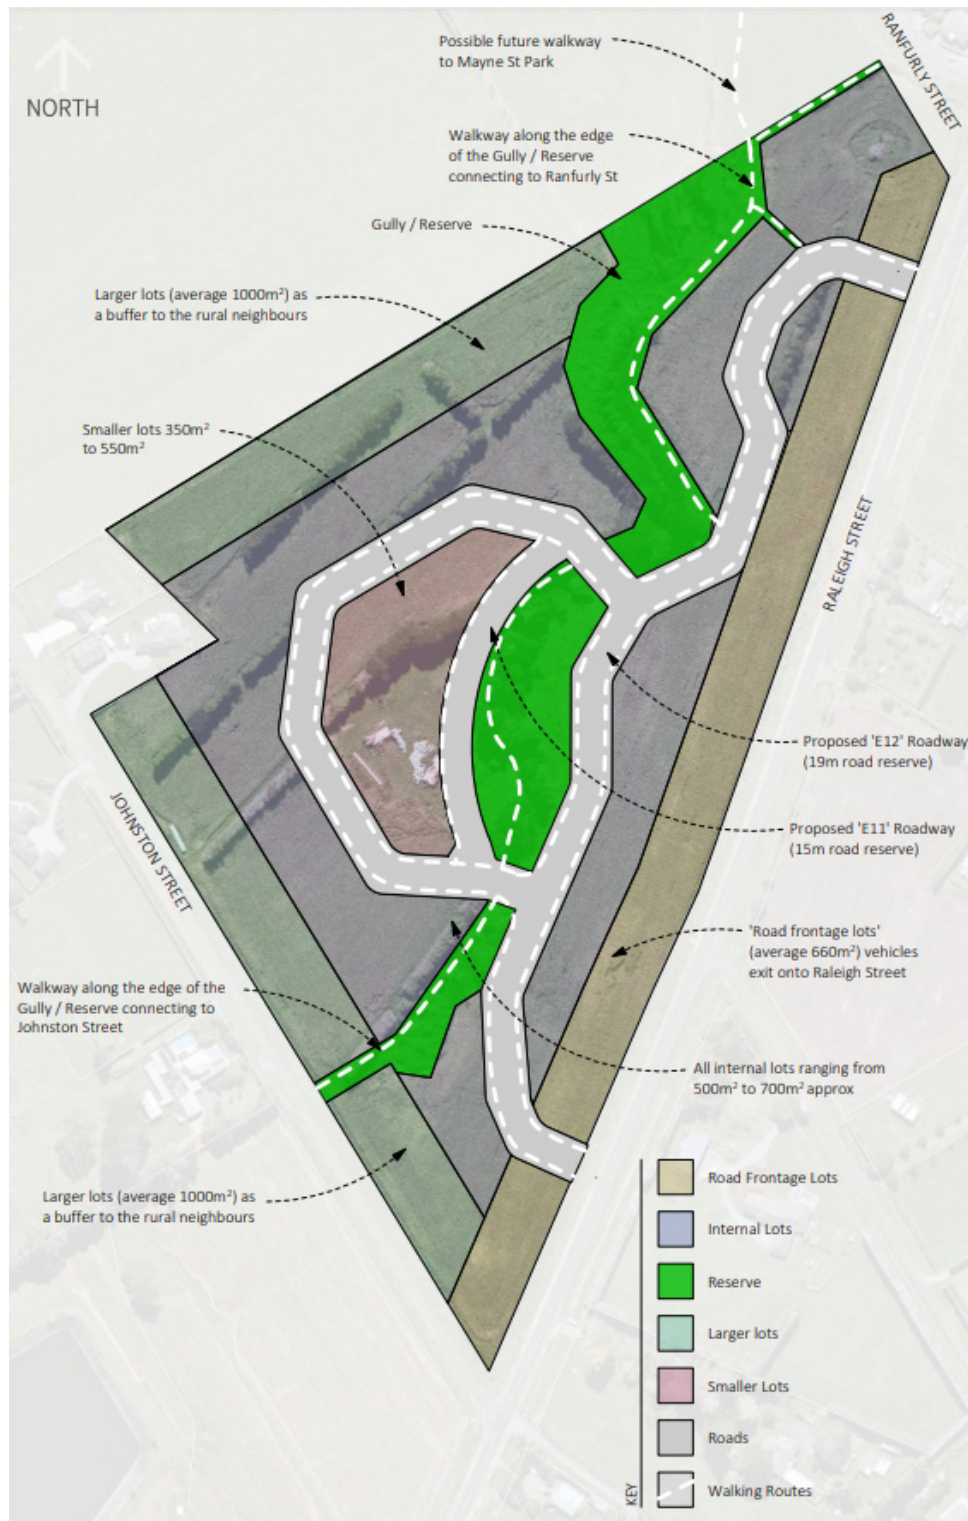 NORTH
RANFURLY STREET
Possible future walkway
to Mayne St Park
Walkway along the edge
of the Gully / Reserve
connecting to Ranfurly St
Gully / Reserve
Larger lots (average 1000m²) as
a buffer to the rural neighbours
Smaller lots 350m²
to 550m²
RALEIGH STREET
JOHNSTON STREET
Proposed 'E12' Roadway
(19m road reserve)
Proposed 'E11' Roadway
(15m road reserve)
'Road frontage lots'
(average 660m²) vehicles
exit onto Raleigh Street
Walkway along the edge of the
Gully / Reserve connecting to
Johnston Street
All internal lots ranging from
500m² to 700m² approx
Larger lots (average 1000m²) as
a buffer to the rural neighbours
KEY
Road Frontage Lots
Internal Lots
Reserve
Larger lots
Smaller Lots
Roads
Walking Routes